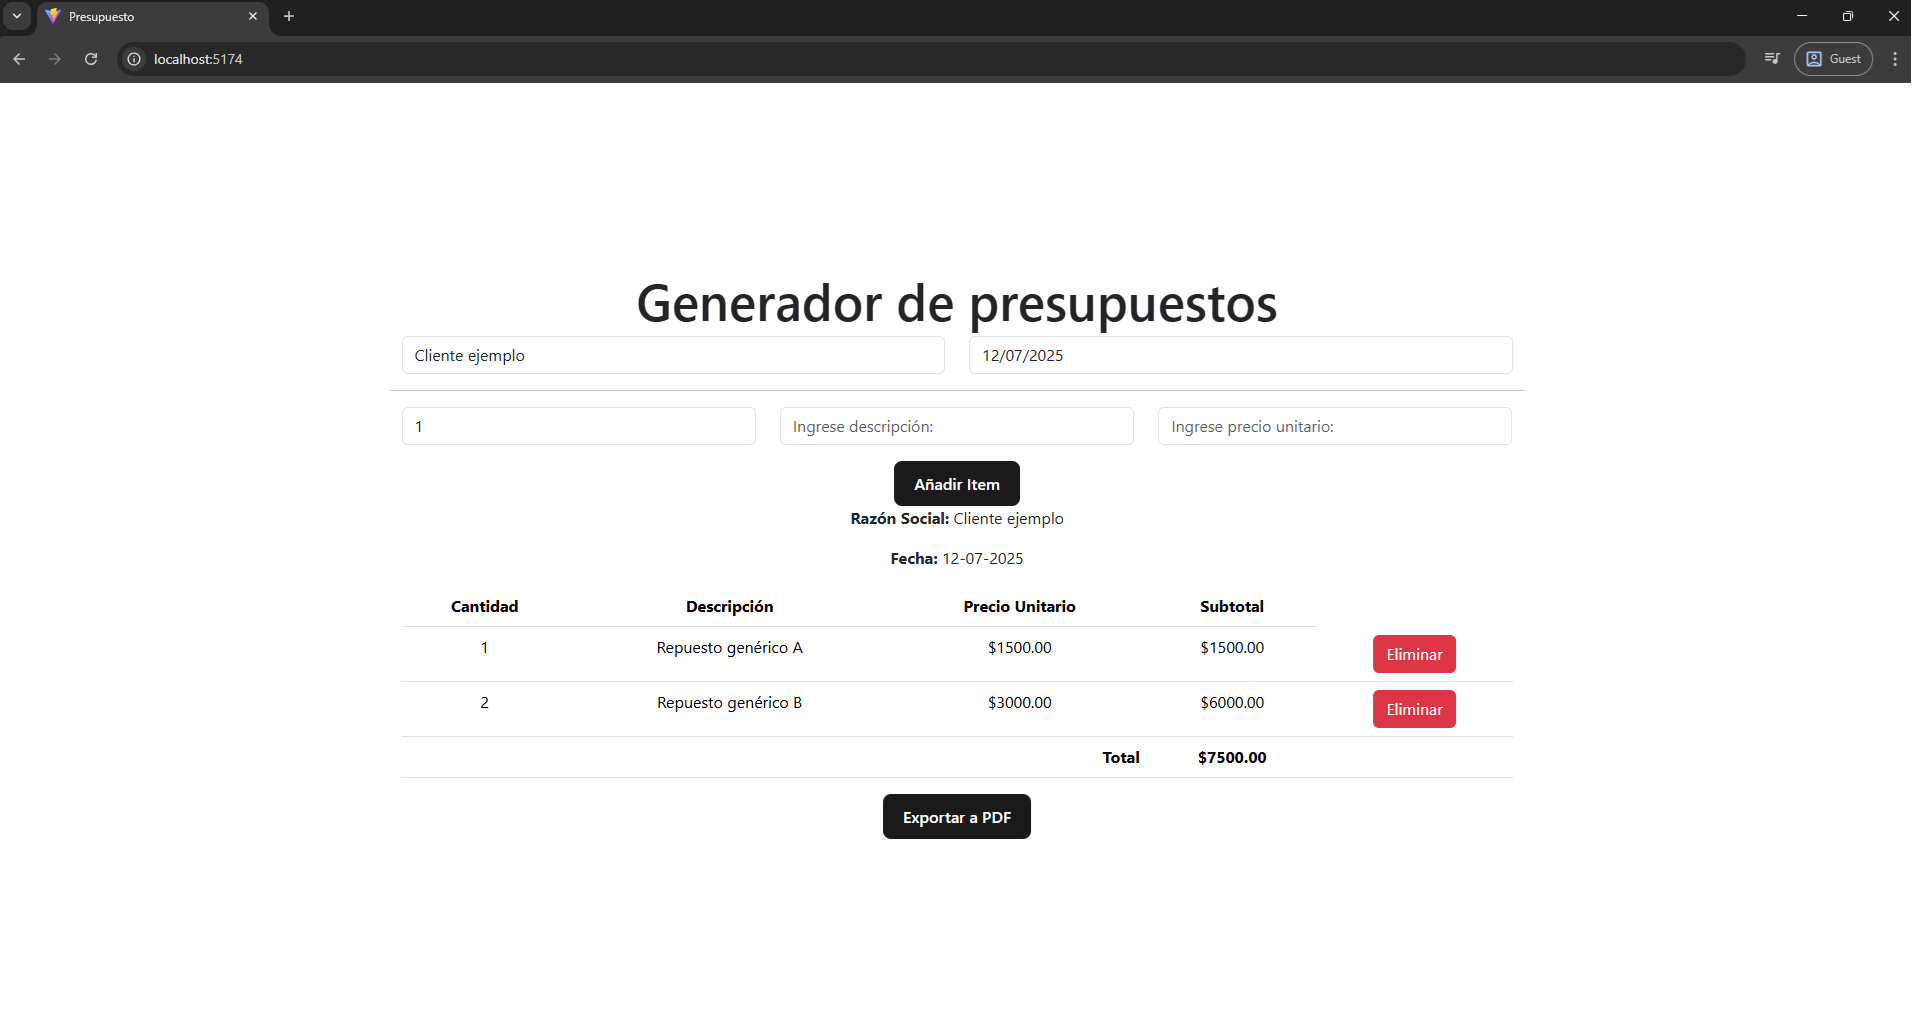 Presupuesto
localhost:5174
Guest
Generador de presupuestos
Cliente ejemplo
12/07/2025
1
Ingrese descripción:
Ingrese precio unitario:
Añadir Item
Razón Social: Cliente ejemplo
Fecha: 12-07-2025
Cantidad Descripción Precio Unitario Subtotal
1 Repuesto genérico A $1500.00 $1500.00 Eliminar
2 Repuesto genérico B $3000.00 $6000.00 Eliminar
Total $7500.00
Exportar a PDF